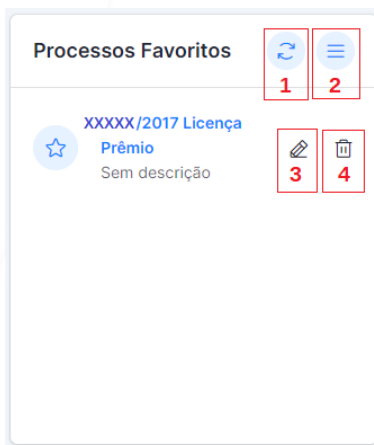 Processos Favoritos
1 2
XXXXX/2017 Licença
Prêmio
Sem descrição
3 4